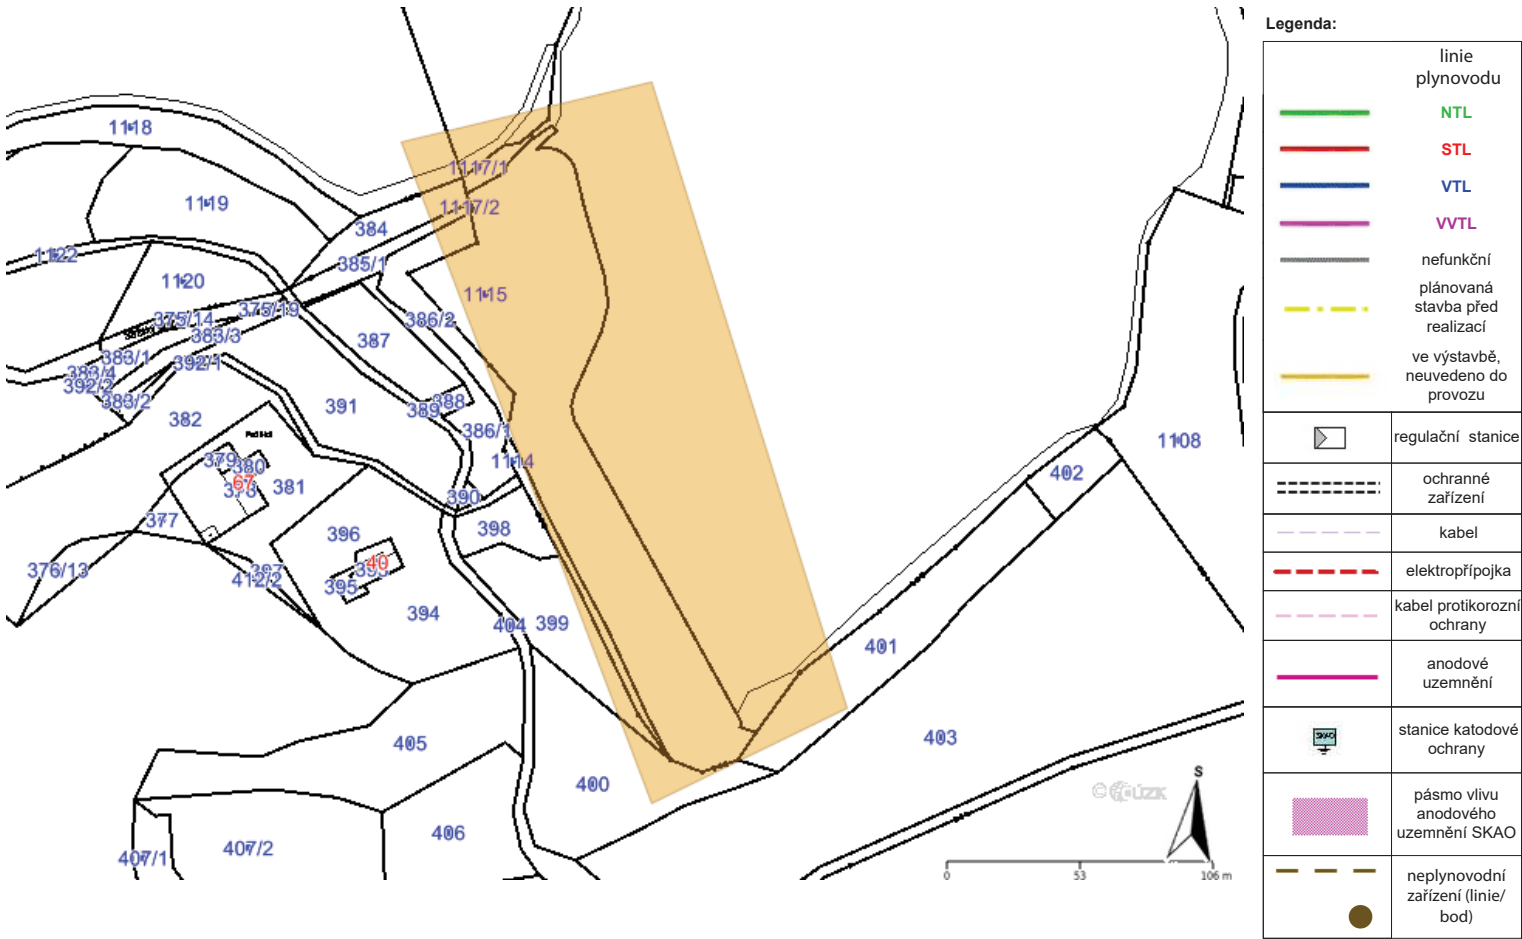 1118
1119
1122
1120
384
385/1
1117/1
1117/2
1115
375/19
375/14
383/3
383/1
392/1
383/4
392/2
383/2
382
387
386/2
391
389
388
386/1
1114
379
380
67
381
377
390
398
396
40
395
376/13
412/2
394
404
399
405
400
406
407/1
407/2
401
402
403
1108
S
0
53
106 m
Legenda:
linie
plynovodu
NTL
STL
VTL
VVTL
nefunkční
plánovaná
stavba před
realizací
ve výstavbě,
neuvedeno do
provozu
regulační stanice
ochranné
zařízení
kabel
elektropřípojka
kabel protikorozní
ochrany
anodové
uzemnění
SKAO
stanice katodové
ochrany
pásmo vlivu
anodového
uzemnění SKAO
neplynovodní
zařízení (linie/
bod)